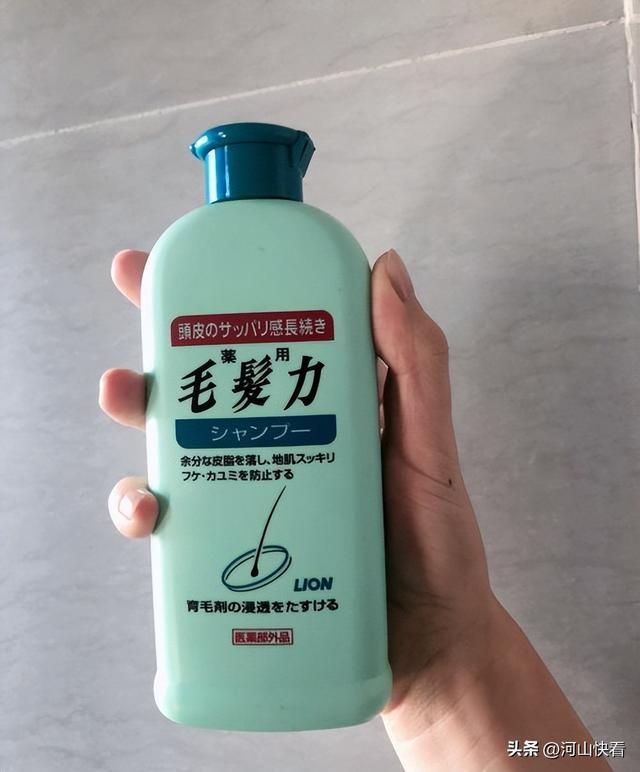 頭皮のサッパリ感長続き
薬用
毛髪力
シャンプー
余分な皮脂を落し、地肌スッキリ
フケ・カユミを防止する
LION
育毛剤の浸透をたすける
医薬部外品
头条 @河山快看